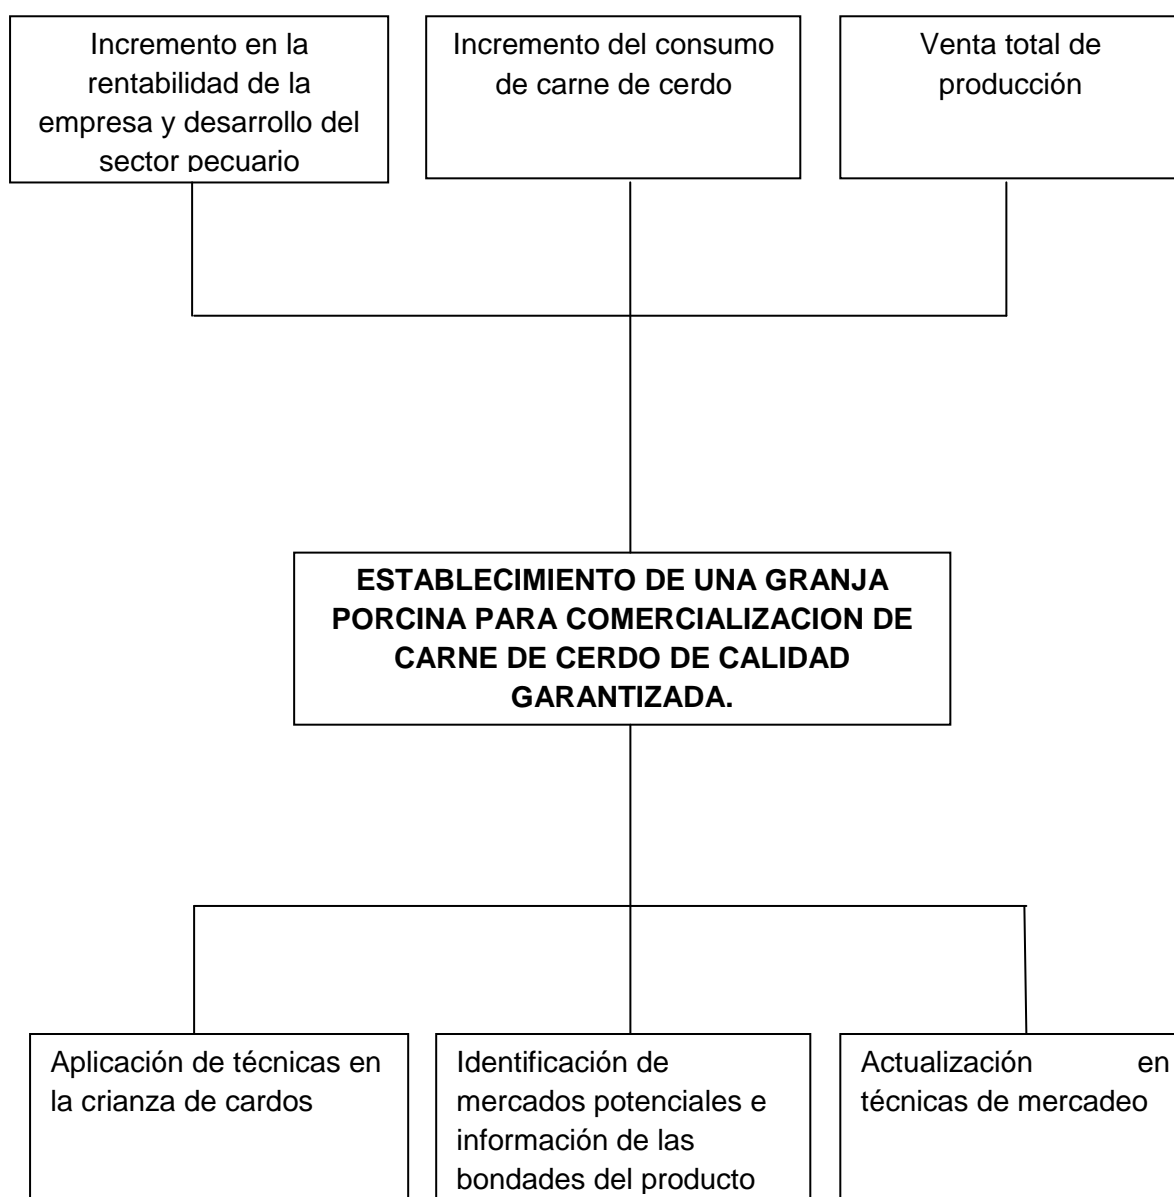 Incremento en la
rentabilidad de la
empresa y desarrollo del
sector pecuario
Incremento del consumo
de carne de cerdo
Venta total de
producción
ESTABLECIMIENTO DE UNA GRANJA
PORCINA PARA COMERCIALIZACION DE
CARNE DE CERDO DE CALIDAD
GARANTIZADA.
Aplicación de técnicas en
la crianza de cardos
Identificación de
mercados potenciales e
información de las
bondades del producto
Actualización en
técnicas de mercadeo